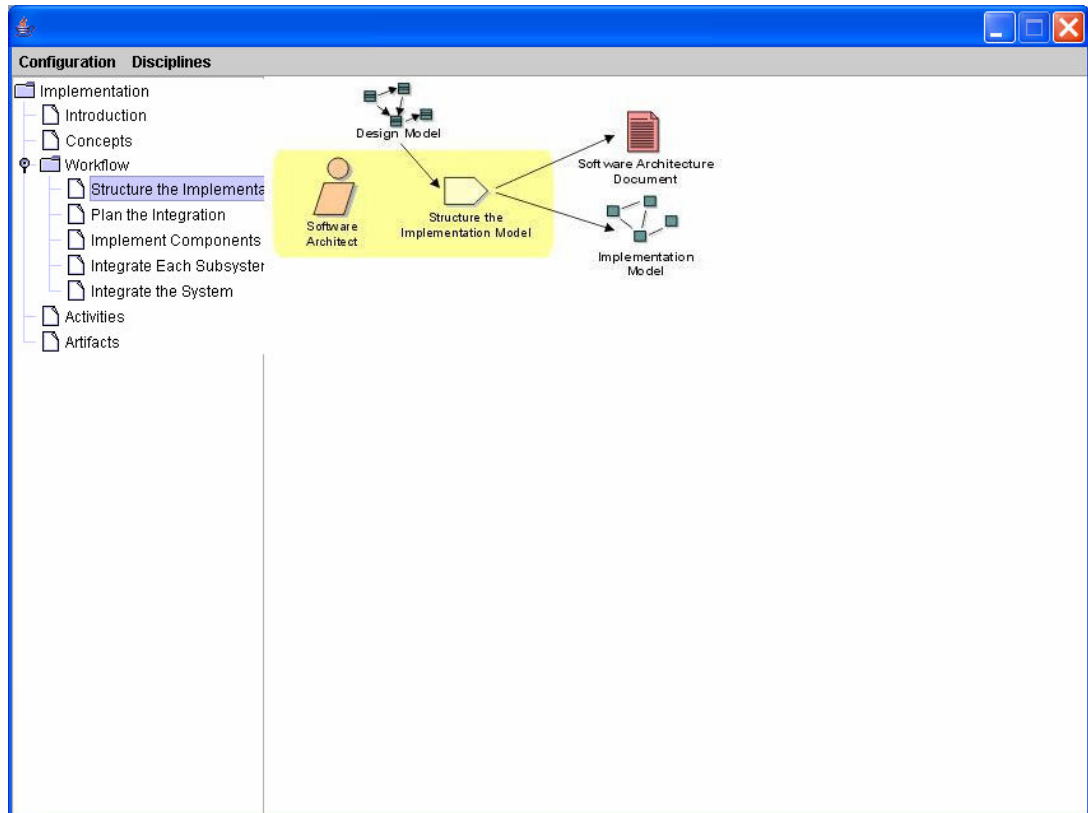 Configuration Disciplines
Implementation
Introduction
Concepts
Workflow
Structure the Implementa
Plan the Integration
Implement Components
Integrate Each Subsyster
Integrate the System
Activities
Artifacts
Design Model
Software Architecture
Document
Software
Architect
Structure the
Implementation Model
Implementation
Model